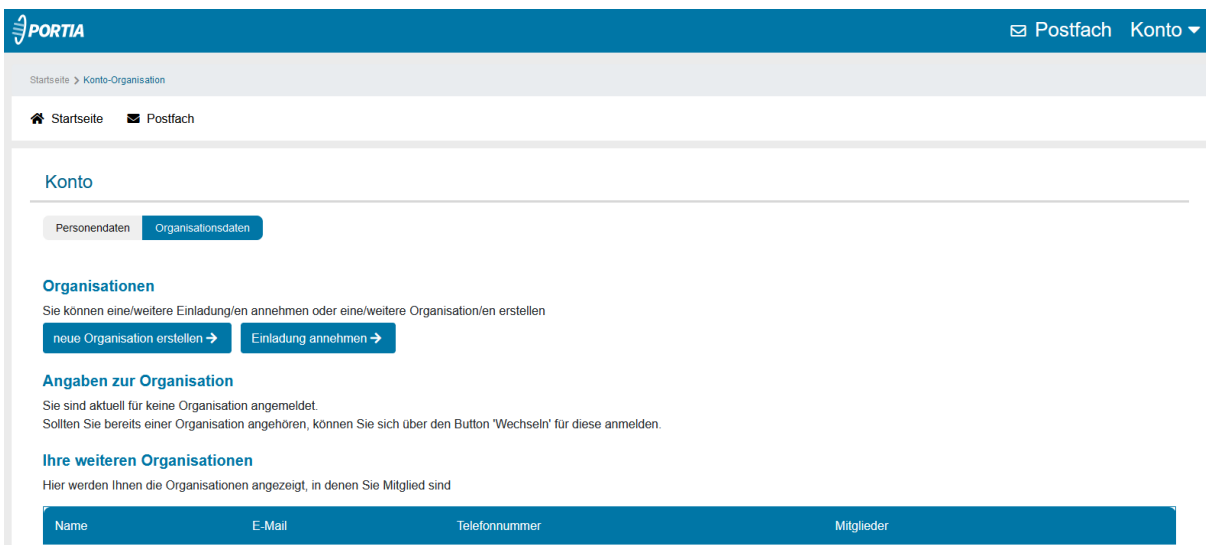 PORTIA
Postfach Konto
Startseite > Konto-Organisation
Startseite Postfach
Konto
Personendaten Organisationsdaten
Organisationen
Sie können eine/weitere Einladung/en annehmen oder eine/weitere Organisation/en erstellen
neue Organisation erstellen → Einladung annehmen →
Angaben zur Organisation
Sie sind aktuell für keine Organisation angemeldet.
Sollten Sie bereits einer Organisation angehören, können Sie sich über den Button 'Wechseln' für diese anmelden.
Ihre weiteren Organisationen
Hier werden Ihnen die Organisationen angezeigt, in denen Sie Mitglied sind
Name E-Mail Telefonnummer Mitglieder